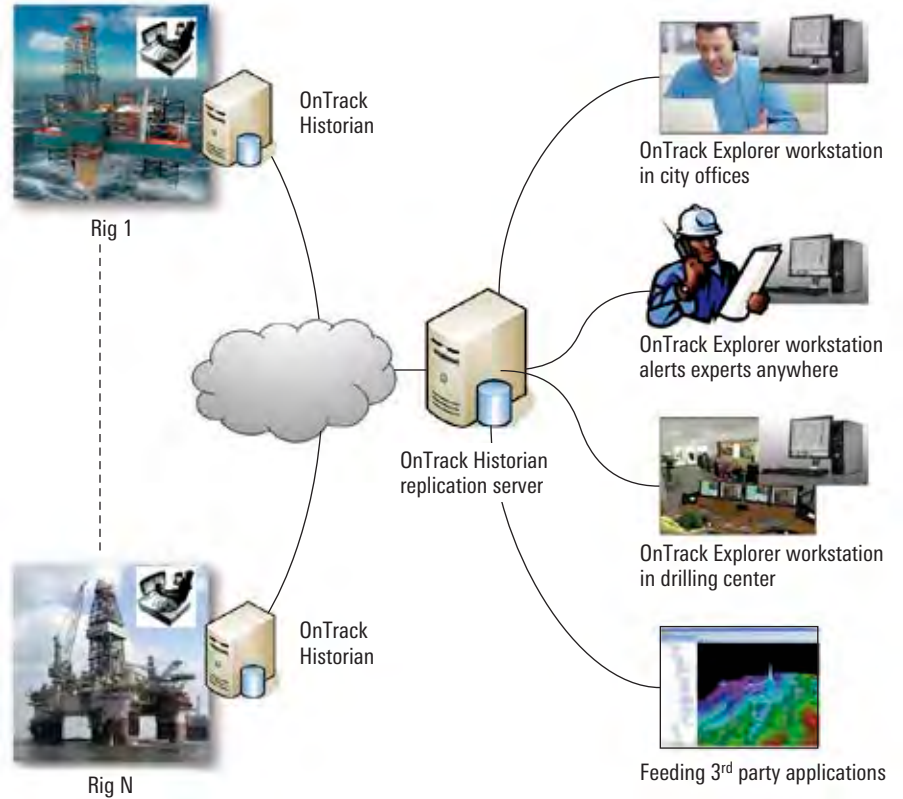 OnTrack
Historian
Rig 1
OnTrack Explorer workstation
in city offices
OnTrack Explorer workstation
alerts experts anywhere
OnTrack Historian
replication server
OnTrack Explorer workstation
in drilling center
OnTrack
Historian
Rig N
Feeding 3rd party applications